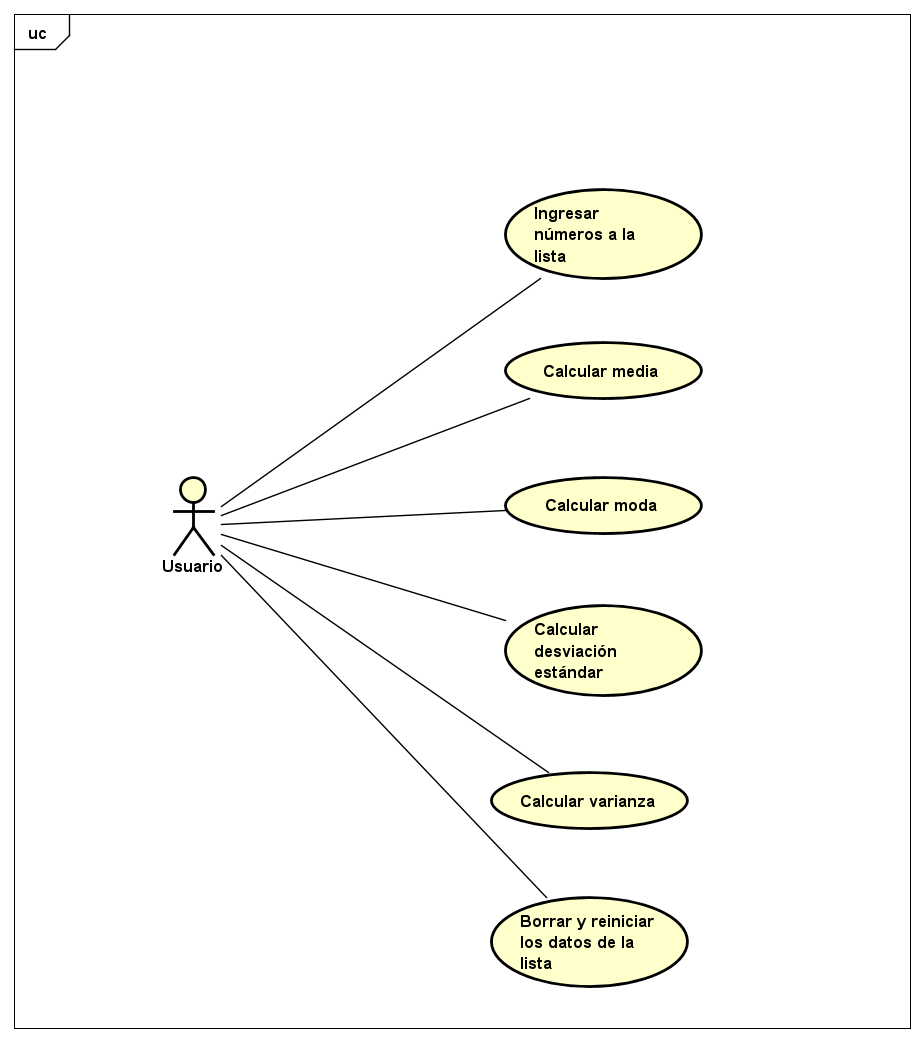 uc
Ingresar
números a la
lista
Calcular media
Calcular moda
Usuario
Calcular
desviación
estándar
Calcular varianza
Borrar y reiniciar
los datos de la
lista